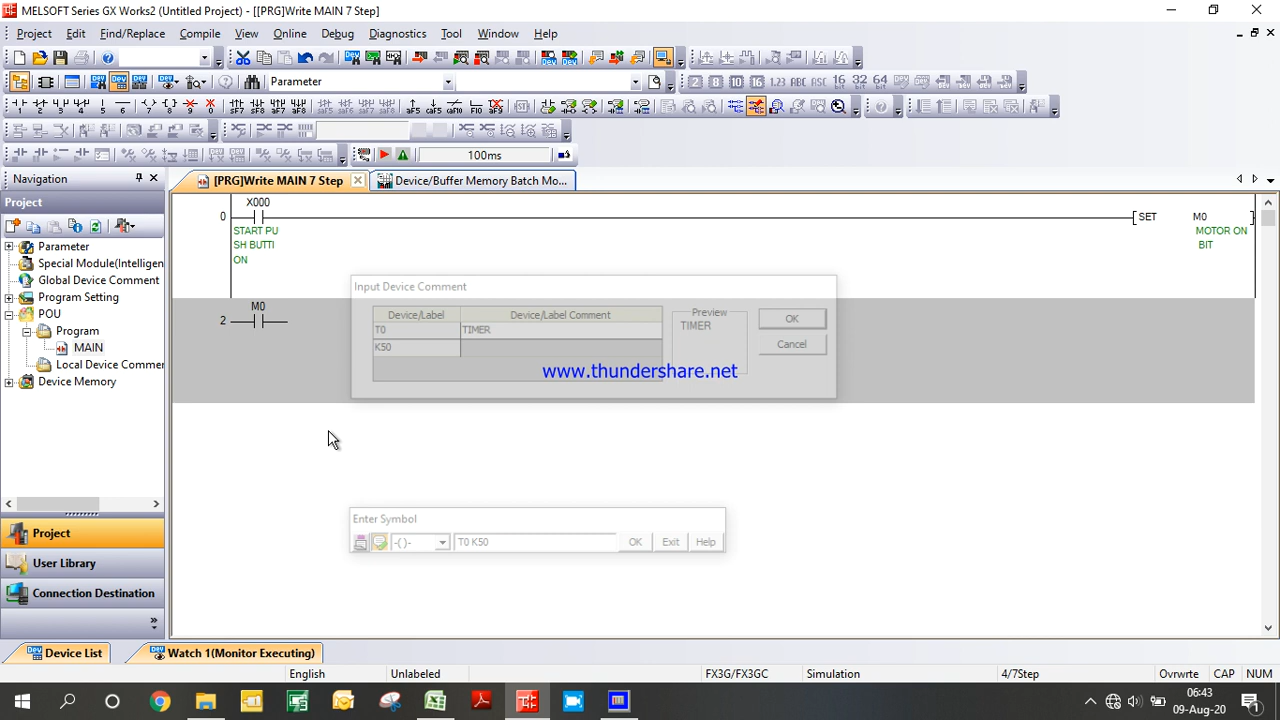 MELSOFT Series GX Works2 (Untitled Project) - [[PRG]Write MAIN 7 Step]
Project Edit Find/Replace Compile View Online Debug Diagnostics Tool Window Help
Parameter
100ms
Navigation
[PRG]Write MAIN 7 Step
Device/Buffer Memory Batch Mo...
Project
Parameter
Special Module(Intelligen
Global Device Comment
Program Setting
POU
Program
MAIN
Local Device Commer
Device Memory
Project
User Library
Connection Destination
X000
0
SET M0
START PU
SH BUTTI
ON
MOTOR ON
BIT
M0
2
Input Device Comment
Device/Label Device/Label Comment
T0 TIMER
K50
Preview
TIMER
OK
Cancel
www.thundershare.net
Enter Symbol
-( )- T0 K50 OK Exit Help
Device List
Watch 1(Monitor Executing)
English Unlabeled FX3G/FX3GC Simulation 4/7Step Ovrwrte CAP NUM
06:43
09-Aug-20